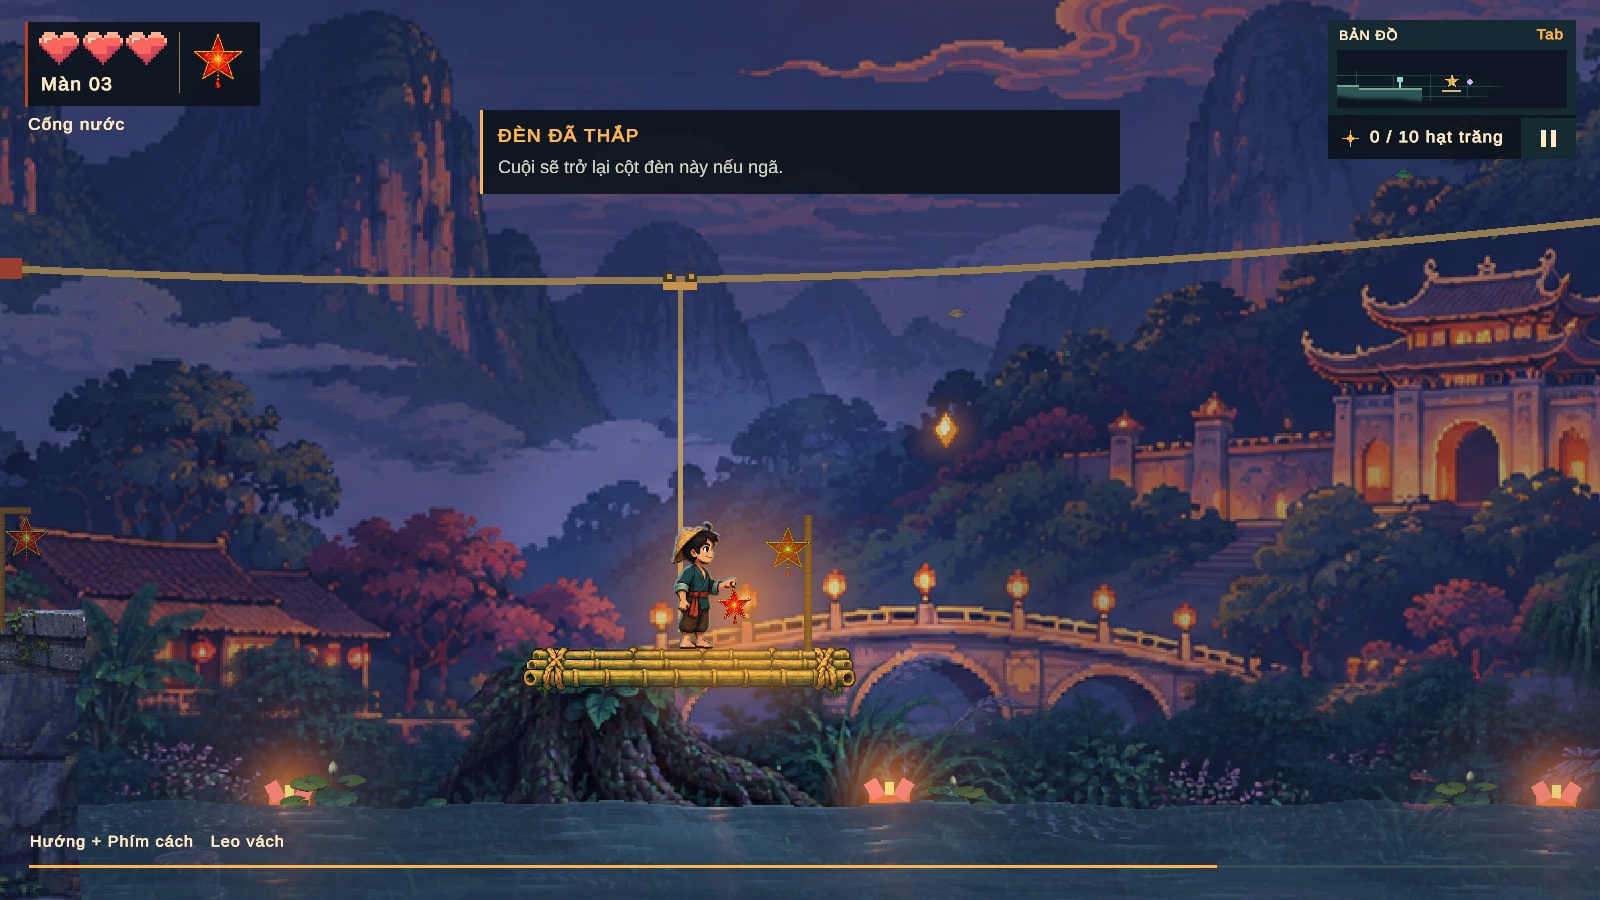 Màn 03
Cống nước
ĐÈN ĐÃ THẮP
Cuội sẽ trở lại cột đèn này nếu ngã.
BẢN ĐỒ Tab
0 / 10 hạt trăng
Hướng + Phím cách Leo vách